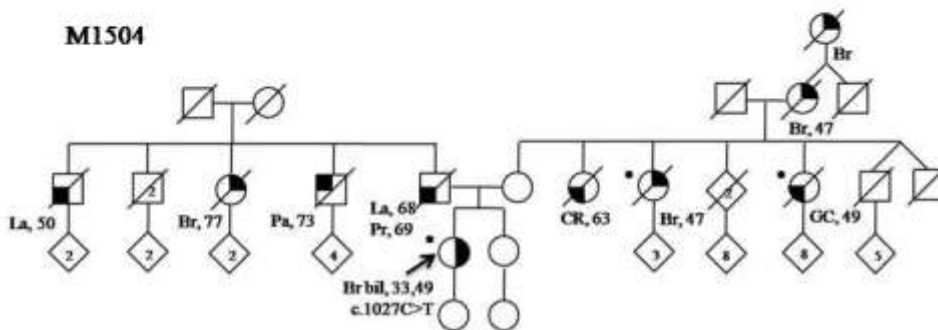 M1504
Br
Br, 47
2
2
La, 50
Br, 77
Pa, 73
La, 68
Pr, 69
CR, 63
Br, 47
GC, 49
2
2
2
4
3
8
8
5
Br bil, 33,49
c.1027C>T